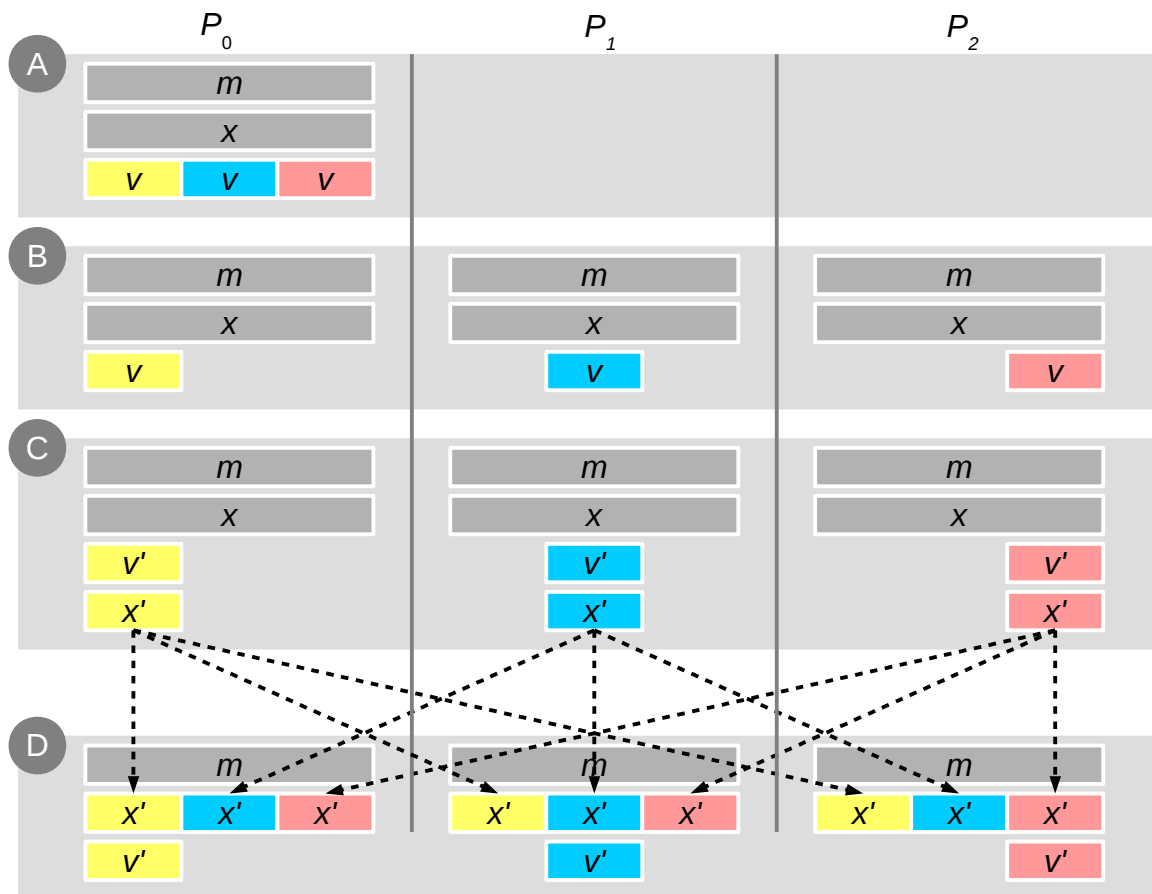 P0 P1 P2
A
m
x
v v v
B
m m m
x x x
v v v
C
m m m
x x x
v' v' v'
x' x' x'
D
m m m
x' x' x' x' x' x' x' x' x'
v' v' v'